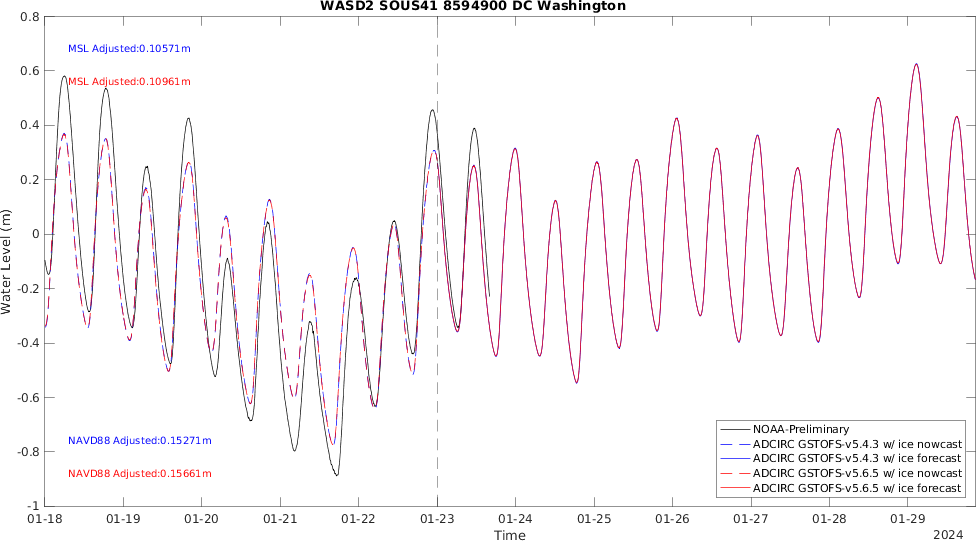 WASD2 SOUS41 8594900 DC Washington
0.8
0.6
0.4
0.2
0
-0.2
-0.4
-0.6
-0.8
-1
Water Level (m)
MSL Adjusted:0.10571m
MSL Adjusted:0.10961m
NAVD88 Adjusted:0.15271m
NAVD88 Adjusted:0.15661m
NOAA-Preliminary
ADCIRC GSTOFS-v5.4.3 w/ ice nowcast
ADCIRC GSTOFS-v5.4.3 w/ ice forecast
ADCIRC GSTOFS-v5.6.5 w/ ice nowcast
ADCIRC GSTOFS-v5.6.5 w/ ice forecast
01-18 01-19 01-20 01-21 01-22 01-23 01-24 01-25 01-26 01-27 01-28 01-29
Time
2024